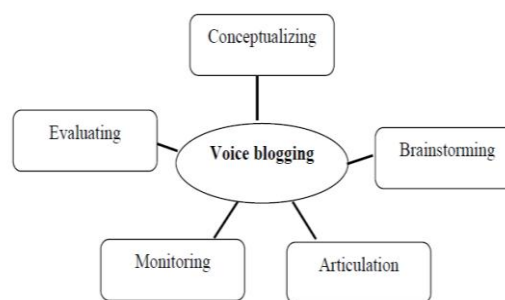 Conceptualizing
Evaluating
Voice blogging
Brainstorming
Monitoring
Articulation